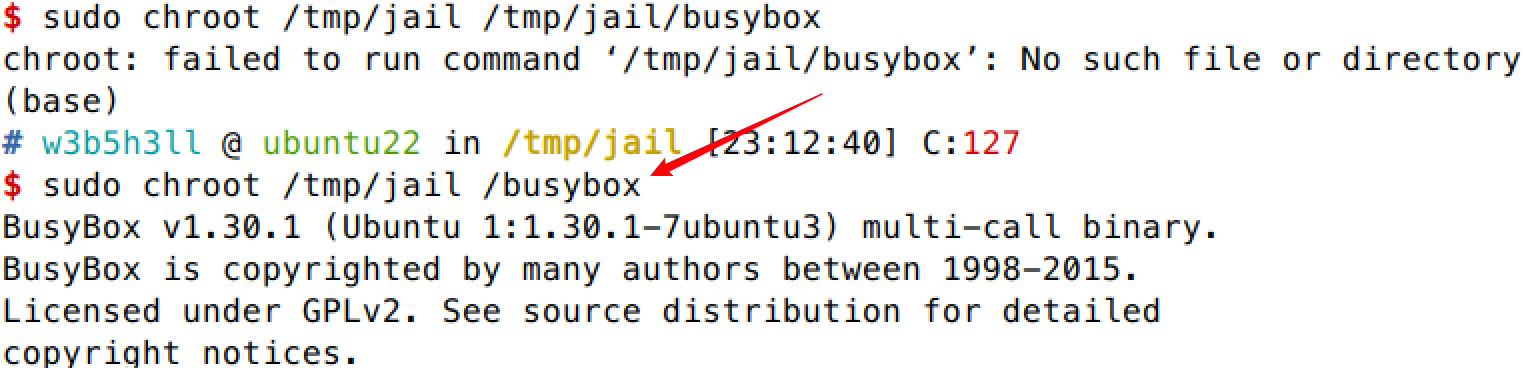 $ sudo chroot /tmp/jail /tmp/jail/busybox
chroot: failed to run command ‘/tmp/jail/busybox’: No such file or directory
(base)
# w3b5h3ll @ ubuntu22 in /tmp/jail [23:12:40] C:127
$ sudo chroot /tmp/jail /busybox
BusyBox v1.30.1 (Ubuntu 1:1.30.1-7ubuntu3) multi-call binary.
BusyBox is copyrighted by many authors between 1998-2015.
Licensed under GPLv2. See source distribution for detailed
copyright notices.